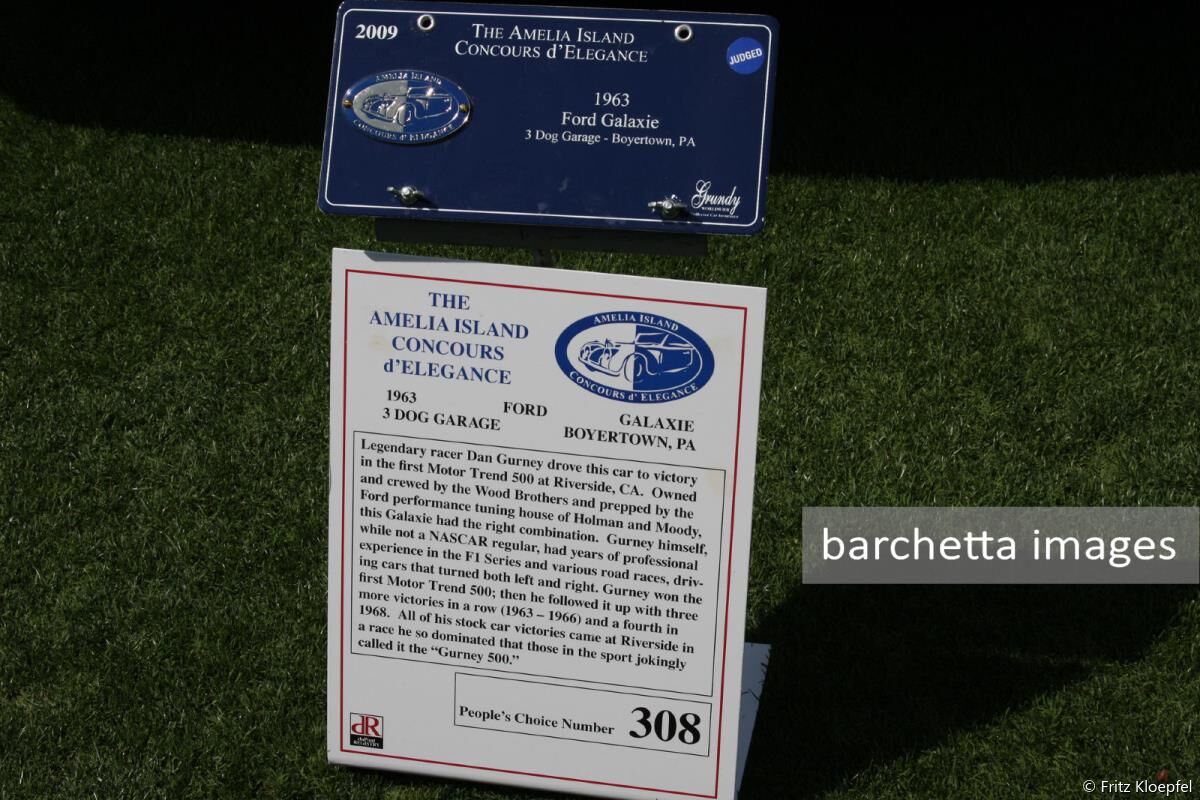 2009
THE AMELIA ISLAND
CONCOURS d'ELEGANCE
JUDGED
AMELIA ISLAND
CONCOURS d' ELEGANCE
1963
Ford Galaxie
3 Dog Garage - Boyertown, PA
Grundy
THE
AMELIA ISLAND
CONCOURS
d'ELEGANCE
AMELIA ISLAND
CONCOURS d' ELEGANCE
1963 FORD GALAXIE
3 DOG GARAGE BOYERTOWN, PA
Legendary racer Dan Gurney drove this car to victory
in the first Motor Trend 500 at Riverside, CA. Owned
and crewed by the Wood Brothers and prepped by the
Ford performance tuning house of Holman and Moody,
this Galaxie had the right combination. Gurney himself,
while not a NASCAR regular, had years of professional
experience in the F1 Series and various road races, driv-
ing cars that turned both left and right. Gurney won the
first Motor Trend 500; then he followed it up with three
more victories in a row (1963 – 1966) and a fourth in
1968. All of his stock car victories came at Riverside in
a race he so dominated that those in the sport jokingly
called it the "Gurney 500."
People's Choice Number 308
dR
duPont
REGISTRY
barchetta images
© Fritz Kloepfel